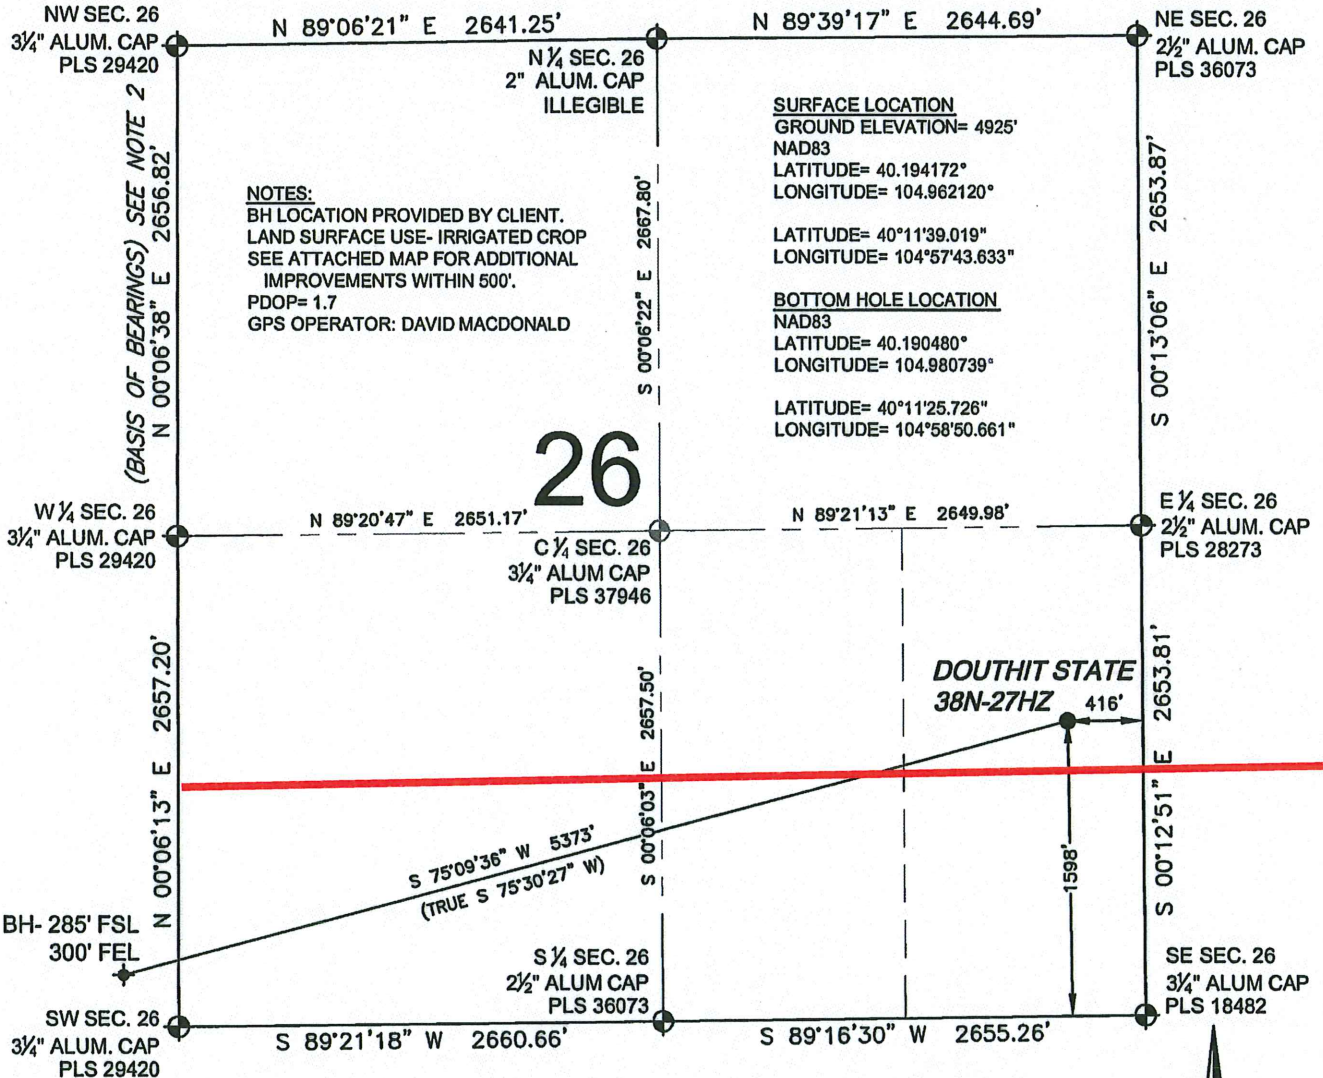 NW SEC. 26
3¼" ALUM. CAP
PLS 29420
N 89°06'21" E 2641.25'
N ¼ SEC. 26
2" ALUM. CAP
ILLEGIBLE
N 89°39'17" E 2644.69'
NE SEC. 26
2½" ALUM. CAP
PLS 36073
(BASIS OF BEARINGS) SEE NOTE 2
N 00°06'38" E 2656.82'
NOTES:
BH LOCATION PROVIDED BY CLIENT.
LAND SURFACE USE- IRRIGATED CROP
SEE ATTACHED MAP FOR ADDITIONAL
IMPROVEMENTS WITHIN 500'.
PDOP= 1.7
GPS OPERATOR: DAVID MACDONALD
S 00°06'22" E 2667.80'
SURFACE LOCATION
GROUND ELEVATION= 4925'
NAD83
LATITUDE= 40.194172°
LONGITUDE= 104.962120°
LATITUDE= 40°11'39.019"
LONGITUDE= 104°57'43.633"
BOTTOM HOLE LOCATION
NAD83
LATITUDE= 40.190480°
LONGITUDE= 104.980739°
LATITUDE= 40°11'25.726"
LONGITUDE= 104°58'50.661"
S 00°13'06" E 2653.87'
26
W ¼ SEC. 26
3¼" ALUM. CAP
PLS 29420
N 89°20'47" E 2651.17'
C ¼ SEC. 26
3¼" ALUM CAP
PLS 37946
N 89°21'13" E 2649.98'
E ¼ SEC. 26
2½" ALUM. CAP
PLS 28273
N 00°06'13" E 2657.20'
S 00°06'03" E 2657.50'
DOUTHIT STATE
38N-27HZ
416'
1598'
S 00°12'51" E 2653.81'
S 75°09'36" W 5373'
(TRUE S 75°30'27" W)
BH- 285' FSL
300' FEL
S ¼ SEC. 26
2½" ALUM CAP
PLS 36073
SE SEC. 26
3¼" ALUM CAP
PLS 18482
SW SEC. 26
3¼" ALUM. CAP
PLS 29420
S 89°21'18" W 2660.66'
S 89°16'30" W 2655.26'